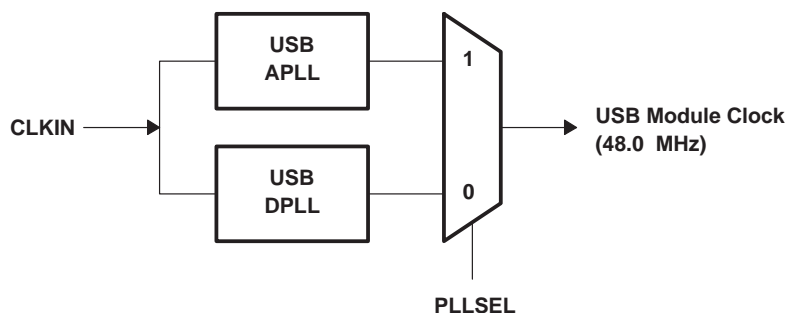 USB
APLL
1
CLKIN
USB Module Clock
(48.0 MHz)
USB
DPLL
0
PLLSEL